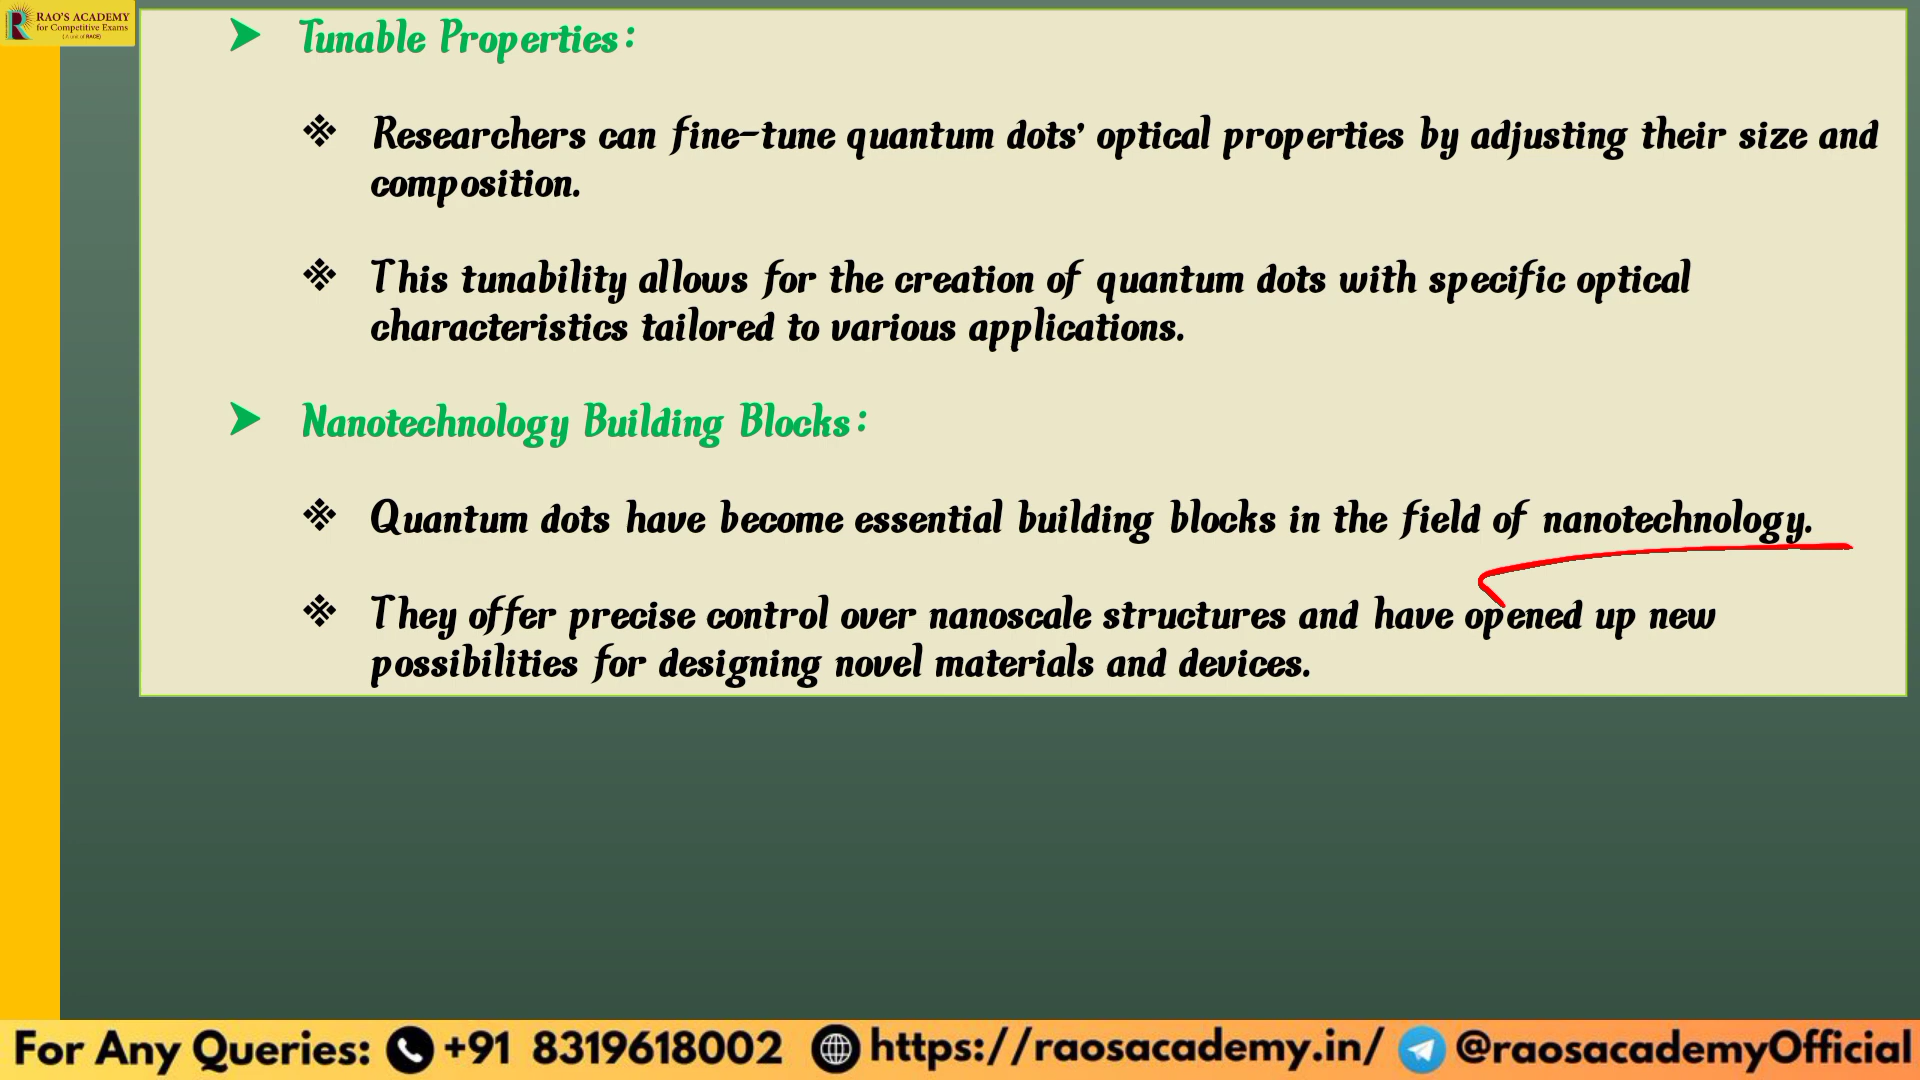 RAO'S ACADEMY
for Competitive Exams
(A unit of RACE)
Tunable Properties:
Researchers can fine-tune quantum dots' optical properties by adjusting their size and
composition.
This tunability allows for the creation of quantum dots with specific optical
characteristics tailored to various applications.
Nanotechnology Building Blocks:
Quantum dots have become essential building blocks in the field of nanotechnology.
They offer precise control over nanoscale structures and have opened up new
possibilities for designing novel materials and devices.
For Any Queries: +91 8319618002 https://raosacademy.in/ @raosacademyOfficial